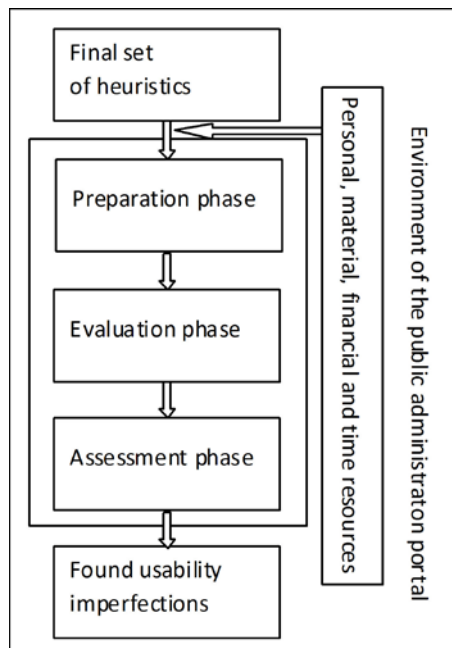 Final set
of heuristics
Preparation phase
Evaluation phase
Assessment phase
Found usability
imperfections
Personal, material, financial and time resources
Environment of the public administraton portal